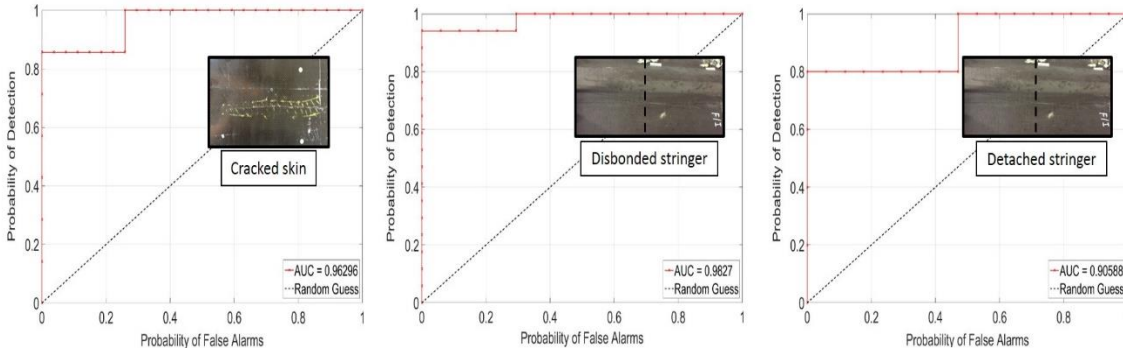 Probability of Detection
1
0.8
0.6
0.4
0.2
0
0
0.2
0.4
0.6
0.8
1
Probability of False Alarms
Cracked skin
AUC = 0.96296
Random Guess
Probability of Detection
1
0.8
0.6
0.4
0.2
0
0
0.2
0.4
0.6
0.8
1
Probability of False Alarms
Disbonded stringer
AUC = 0.9827
Random Guess
Probability of Detection
1
0.8
0.6
0.4
0.2
0
0
0.2
0.4
0.6
0.8
Probability of False Alarms
Detached stringer
AUC = 0.90588
Random Guess